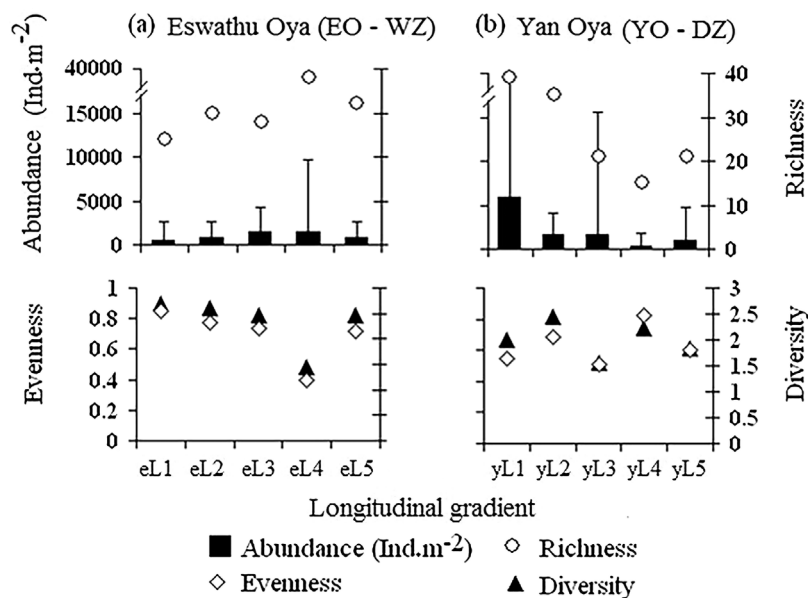 (a) Eswathu Oya (EO - WZ)
(b) Yan Oya (YO - DZ)
Abundance (Ind·m-2)
40000
15000
10000
5000
0
40
30
20
10
0
Richness
Evenness
1
0.8
0.6
0.4
0.2
0
3
2.5
2
1.5
1
0.5
0
Diversity
eL1 eL2 eL3 eL4 eL5
yL1 yL2 yL3 yL4 yL5
Longitudinal gradient
Abundance (Ind.m-2)
Richness
Evenness
Diversity